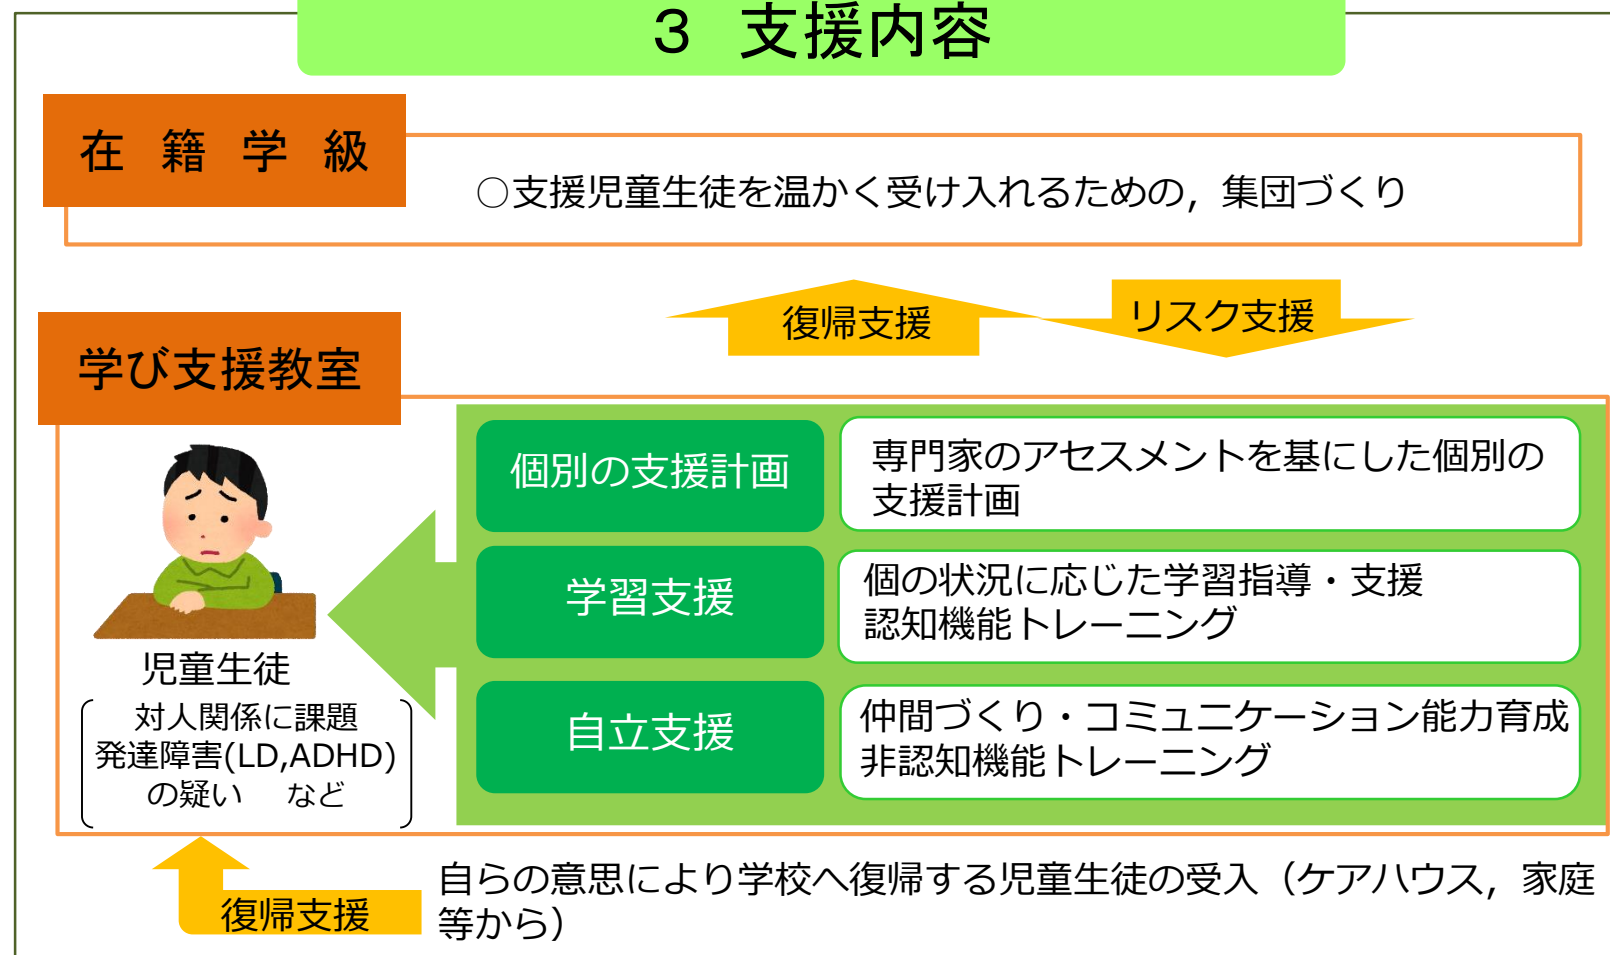 ３　支援内容
在　籍　学　級
○支援児童生徒を温かく受け入れるための，集団づくり
復帰支援
リスク支援
学び支援教室
個別の支援計画
専門家のアセスメントを基にした個別の
支援計画
学習支援
個の状況に応じた学習指導・支援
認知機能トレーニング
自立支援
仲間づくり・コミュニケーション能力育成
非認知機能トレーニング
児童生徒
対人関係に課題
発達障害(LD,ADHD)
の疑い　など
復帰支援
自らの意思により学校へ復帰する児童生徒の受入（ケアハウス，家庭
等から）